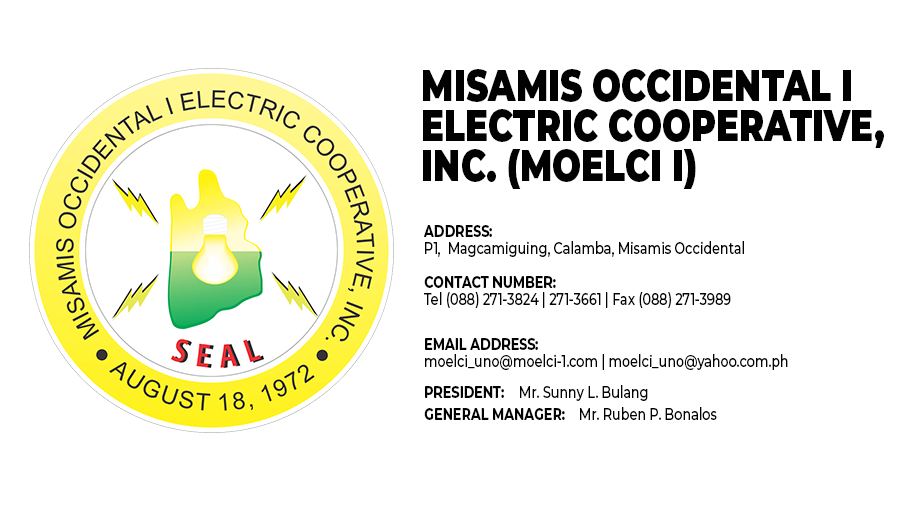 MISAMIS OCCIDENTAL I ELECTRIC COOPERATIVE, INC.
SEAL
• AUGUST 18, 1972 •
MISAMIS OCCIDENTAL I
ELECTRIC COOPERATIVE,
INC. (MOELCI I)
ADDRESS:
P1, Magcamiguing, Calamba, Misamis Occidental
CONTACT NUMBER:
Tel (088) 271-3824 | 271-3661 | Fax (088) 271-3989
EMAIL ADDRESS:
moelci_uno@moelci-1.com | moelci_uno@yahoo.com.ph
PRESIDENT: Mr. Sunny L. Bulang
GENERAL MANAGER: Mr. Ruben P. Bonalos